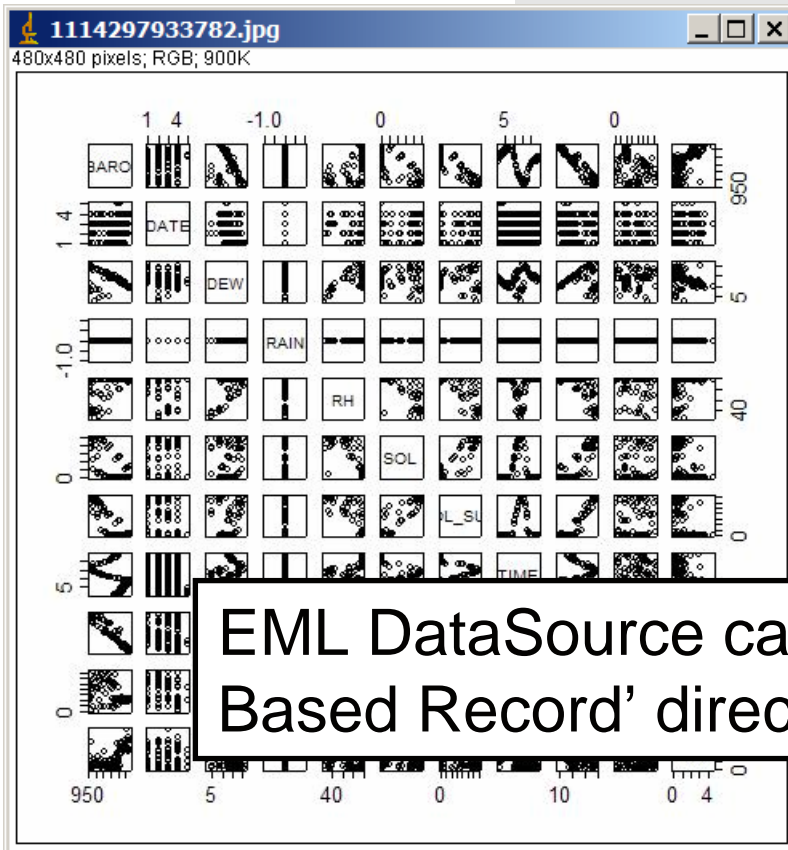 1114297933782.jpg
480x480 pixels; RGB; 900K
1 4 -1.0 0 5 0
BARO 950
1 4 DATE
DEW 5
-1.0 RAIN
RH 40
0 SOL
OL_SU 0
5 TIME
EML DataSource ca
Based Record’ direc
0
0
950 5 40 0 10 0 4